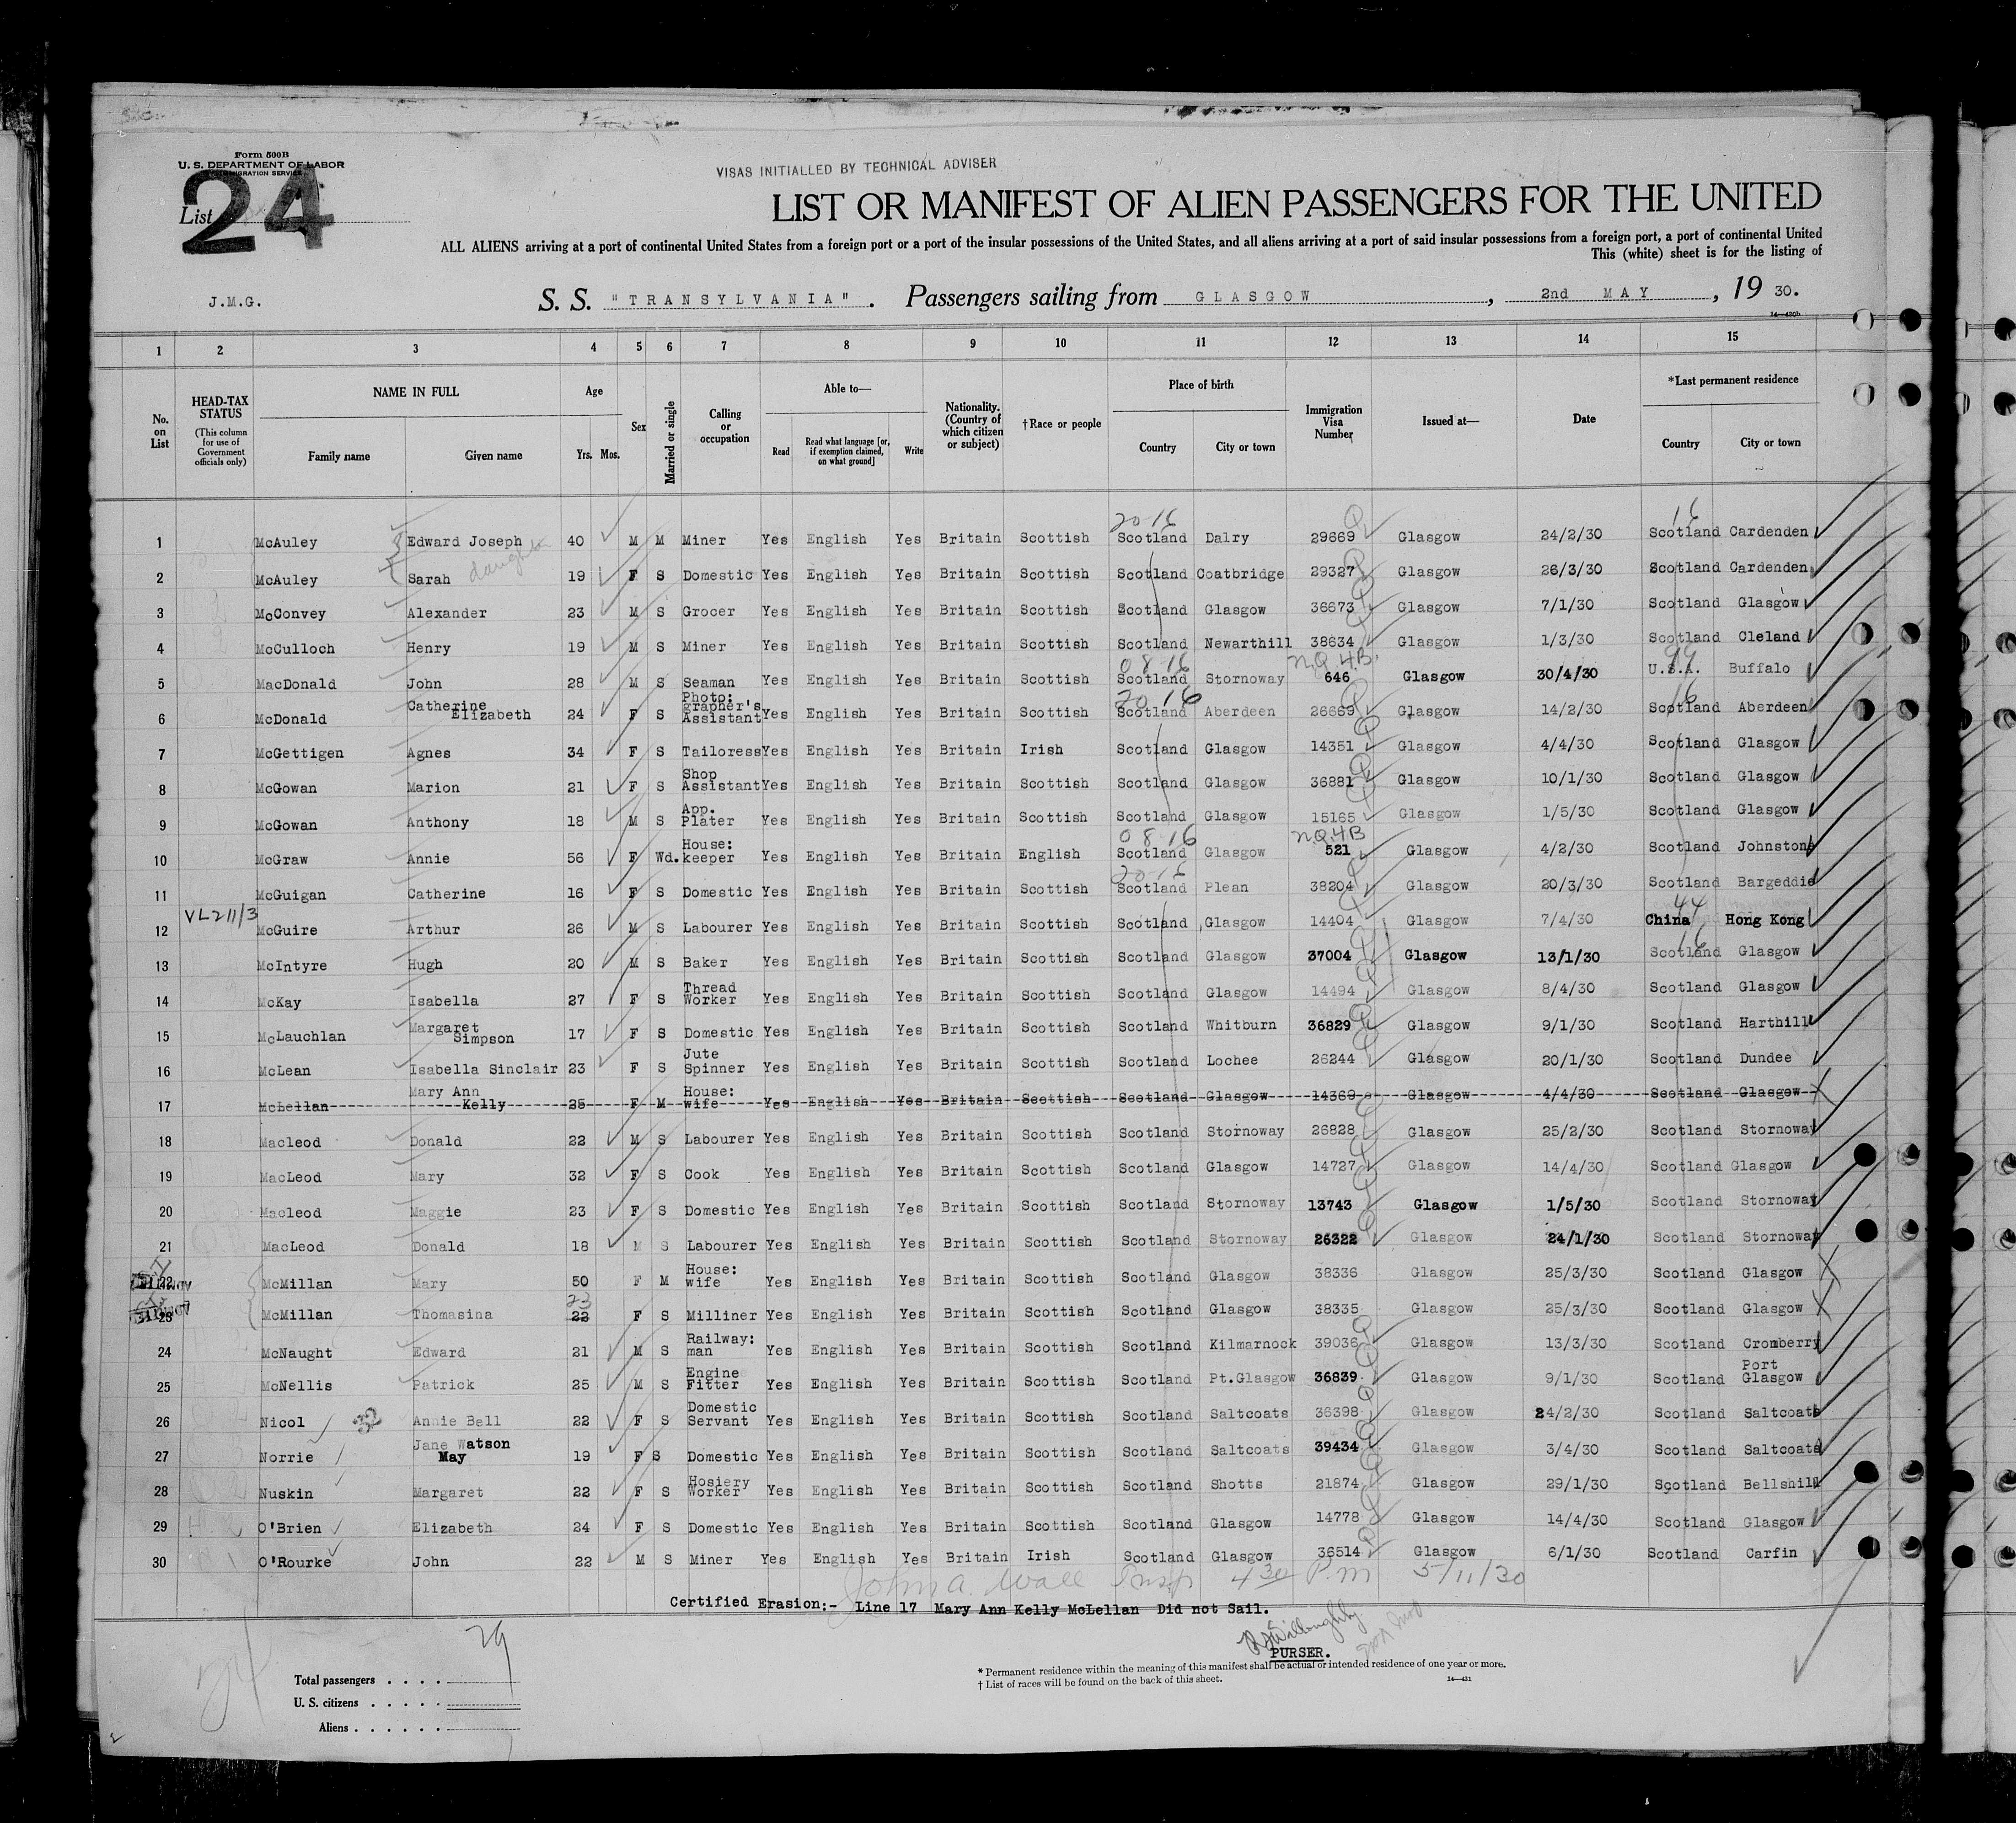 Form 500B
U. S. DEPARTMENT OF LABOR
IMMIGRATION SERVICE
List 24
VISAS INITIALLED BY TECHNICAL ADVISER
LIST OR MANIFEST OF ALIEN PASSENGERS FOR THE UNITED
ALL ALIENS arriving at a port of continental United States from a foreign port or a port of the insular possessions of the United States, and all aliens arriving at a port of said insular possessions from a foreign port, a port of continental United
This (white) sheet is for the listing of
J.M.G. S. S. "TRANSYLVANIA". Passengers sailing from GLASGOW, 2nd MAY, 19 30.
14—430b
1 2 3 4 5 6 7 8 9 10 11 12 13 14 15
No. on List
HEAD-TAX STATUS (This column for use of Government officials only)
NAME IN FULL Family name Given name
Age Yrs. Mos.
Sex
Married or single
Calling or occupation
Able to— Read Read what language [or, if exemption claimed, on what ground] Write
Nationality. (Country of which citizen or subject)
†Race or people
Place of birth Country City or town
Immigration Visa Number
Issued at—
Date
*Last permanent residence Country City or town
20-16 16
1 McAuley Edward Joseph 40 M M Miner Yes English Yes Britain Scottish Scotland Dalry 29669 Glasgow 24/2/30 Scotland Cardenden
daughter
2 McAuley Sarah 19 F S Domestic Yes English Yes Britain Scottish Scotland Coatbridge 29327 Glasgow 26/3/30 Scotland Cardenden
3 McConvey Alexander 23 M S Grocer Yes English Yes Britain Scottish Scotland Glasgow 36673 Glasgow 7/1/30 Scotland Glasgow
4 McCulloch Henry 19 M S Miner Yes English Yes Britain Scottish Scotland Newarthill 38634 Glasgow 1/3/30 Scotland Cleland
08 16 N.Q. 4.B. 99
5 MacDonald John 28 M S Seaman Yes English Yes Britain Scottish Scotland Stornoway 646 Glasgow 30/4/30 U.S.A. Buffalo
20 16 16
6 McDonald Catherine Elizabeth 24 F S Photo: grapher's Assistant Yes English Yes Britain Scottish Scotland Aberdeen 26669 Glasgow 14/2/30 Scotland Aberdeen
7 McGettigen Agnes 34 F S Tailoress Yes English Yes Britain Irish Scotland Glasgow 14351 Glasgow 4/4/30 Scotland Glasgow
8 McGowan Marion 21 F S Shop Assistant Yes English Yes Britain Scottish Scotland Glasgow 36881 Glasgow 10/1/30 Scotland Glasgow
9 McGowan Anthony 18 M S App. Plater Yes English Yes Britain Scottish Scotland Glasgow 15165 Glasgow 1/5/30 Scotland Glasgow
08 16 N.Q. 4B
10 McGraw Annie 56 F Wd. House: keeper Yes English Yes Britain English Scotland Glasgow 521 Glasgow 4/2/30 Scotland Johnstone
20-16
11 McGuigan Catherine 16 F S Domestic Yes English Yes Britain Scottish Scotland Plean 38204 Glasgow 20/3/30 Scotland Bargeddie
VL211/3 44
12 McGuire Arthur 26 M S Labourer Yes English Yes Britain Scottish Scotland Glasgow 14404 Glasgow 7/4/30 China Hong Kong
16
13 McIntyre Hugh 20 M S Baker Yes English Yes Britain Scottish Scotland Glasgow 37004 Glasgow 13/1/30 Scotland Glasgow
14 McKay Isabella 27 F S Thread Worker Yes English Yes Britain Scottish Scotland Glasgow 14494 Glasgow 8/4/30 Scotland Glasgow
15 McLauchlan Margaret Simpson 17 F S Domestic Yes English Yes Britain Scottish Scotland Whitburn 36829 Glasgow 9/1/30 Scotland Harthill
16 McLean Isabella Sinclair 23 F S Jute Spinner Yes English Yes Britain Scottish Scotland Lochee 26244 Glasgow 20/1/30 Scotland Dundee
17 McLellan Mary Ann Kelly 25 F M House: wife Yes English Yes Britain Scottish Scotland Glasgow 14369 Glasgow 4/4/30 Scotland Glasgow
18 Macleod Donald 22 M S Labourer Yes English Yes Britain Scottish Scotland Stornoway 26828 Glasgow 25/2/30 Scotland Stornoway
19 MacLeod Mary 32 F S Cook Yes English Yes Britain Scottish Scotland Glasgow 14727 Glasgow 14/4/30 Scotland Glasgow
20 Macleod Maggie 23 F S Domestic Yes English Yes Britain Scottish Scotland Stornoway 13743 Glasgow 1/5/30 Scotland Stornoway
21 MacLeod Donald 18 M S Labourer Yes English Yes Britain Scottish Scotland Stornoway 26322 Glasgow 24/1/30 Scotland Stornoway
22 McMillan Mary 50 F M House: wife Yes English Yes Britain Scottish Scotland Glasgow 38336 Glasgow 25/3/30 Scotland Glasgow
23
23 McMillan Thomasina 22 F S Milliner Yes English Yes Britain Scottish Scotland Glasgow 38335 Glasgow 25/3/30 Scotland Glasgow
24 McNaught Edward 21 M S Railway: man Yes English Yes Britain Scottish Scotland Kilmarnock 39036 Glasgow 13/3/30 Scotland Cromberry
25 McNellis Patrick 25 M S Engine Fitter Yes English Yes Britain Scottish Scotland Pt.Glasgow 36839 Glasgow 9/1/30 Scotland Port Glasgow
26 Nicol Annie Bell 22 F S Domestic Servant Yes English Yes Britain Scottish Scotland Saltcoats 36398 Glasgow 24/2/30 Scotland Saltcoats
27 Norrie Jane Watson May 19 F S Domestic Yes English Yes Britain Scottish Scotland Saltcoats 39434 Glasgow 3/4/30 Scotland Saltcoats
28 Nuskin Margaret 22 F S Hosiery Worker Yes English Yes Britain Scottish Scotland Shotts 21874 Glasgow 29/1/30 Scotland Bellshill
29 O'Brien Elizabeth 24 F S Domestic Yes English Yes Britain Scottish Scotland Glasgow 14778 Glasgow 14/4/30 Scotland Glasgow
30 O'Rourke John 22 M S Miner Yes English Yes Britain Irish Scotland Glasgow 36514 Glasgow 6/1/30 Scotland Carfin
John A. Wall Insp 4 30 P.m 5/11/30
Certified Erasion:- Line 17 Mary Ann Kelly McLellan Did not Sail.
Willoughby
PURSER.
29
Total passengers
U. S. citizens
Aliens
* Permanent residence within the meaning of this manifest shall be actual or intended residence of one year or more.
† List of races will be found on the back of this sheet.
14—431